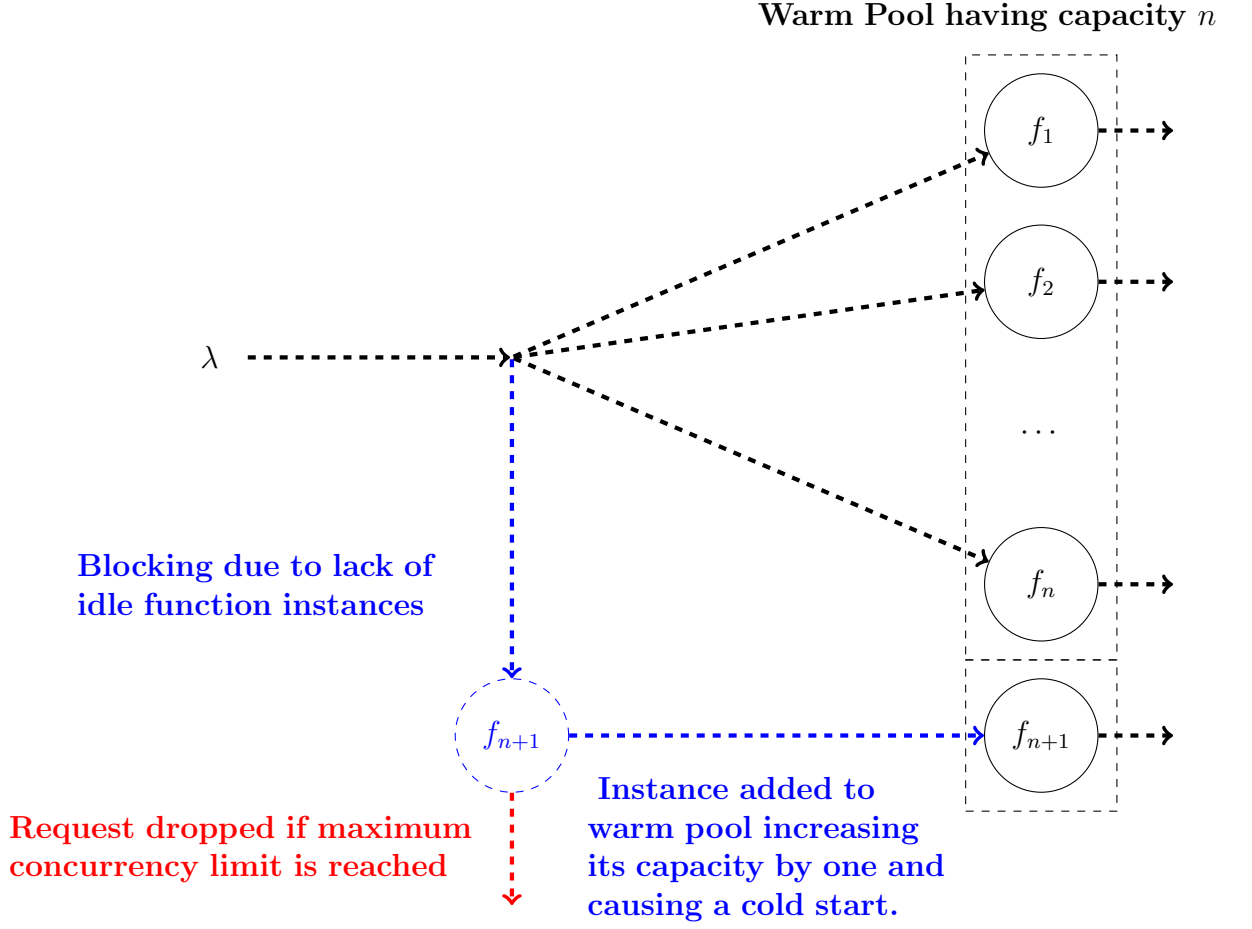 Warm Pool having capacity n
f₁
f₂
λ
...
Blocking due to lack of
idle function instances
fₙ
fₙ₊₁
fₙ₊₁
Instance added to
warm pool increasing
its capacity by one and
causing a cold start.
Request dropped if maximum
concurrency limit is reached